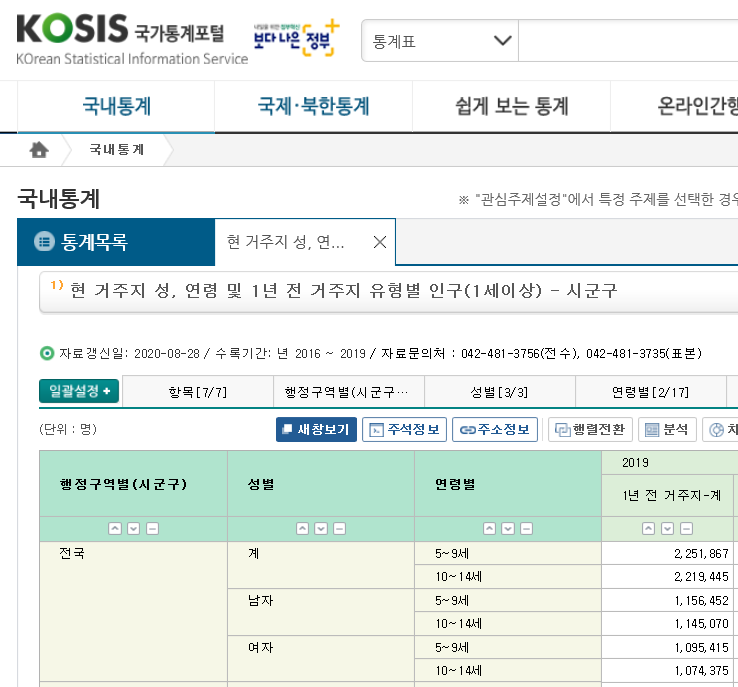 KOSIS 국가통계포털
KOrean Statistical Information Service
내일을 위한 정부혁신
보다나은 정부
통계표
국내통계 국제·북한통계 쉽게 보는 통계 온라인간행
국내통계
국내통계
※ "관심주제설정"에서 특정 주제를 선택한 경우
통계목록 현 거주지 성, 연... ×
1) 현 거주지 성, 연령 및 1년 전 거주지 유형별 인구(1세이상) - 시군구
자료갱신일: 2020-08-28 / 수록기간: 년 2016 ~ 2019 / 자료문의처 : 042-481-3756(전수), 042-481-3735(표본)
일괄설정 + 항목[7/7] 행정구역별(시군구… 성별[3/3] 연령별[2/17]
(단위 : 명) 새창보기 주석정보 주소정보 행렬전환 분석 차
행정구역별(시군구) 성별 연령별 2019
1년 전 거주지-계
전국 계 5~9세 2,251,867
10~14세 2,219,445
남자 5~9세 1,156,452
10~14세 1,145,070
여자 5~9세 1,095,415
10~14세 1,074,375